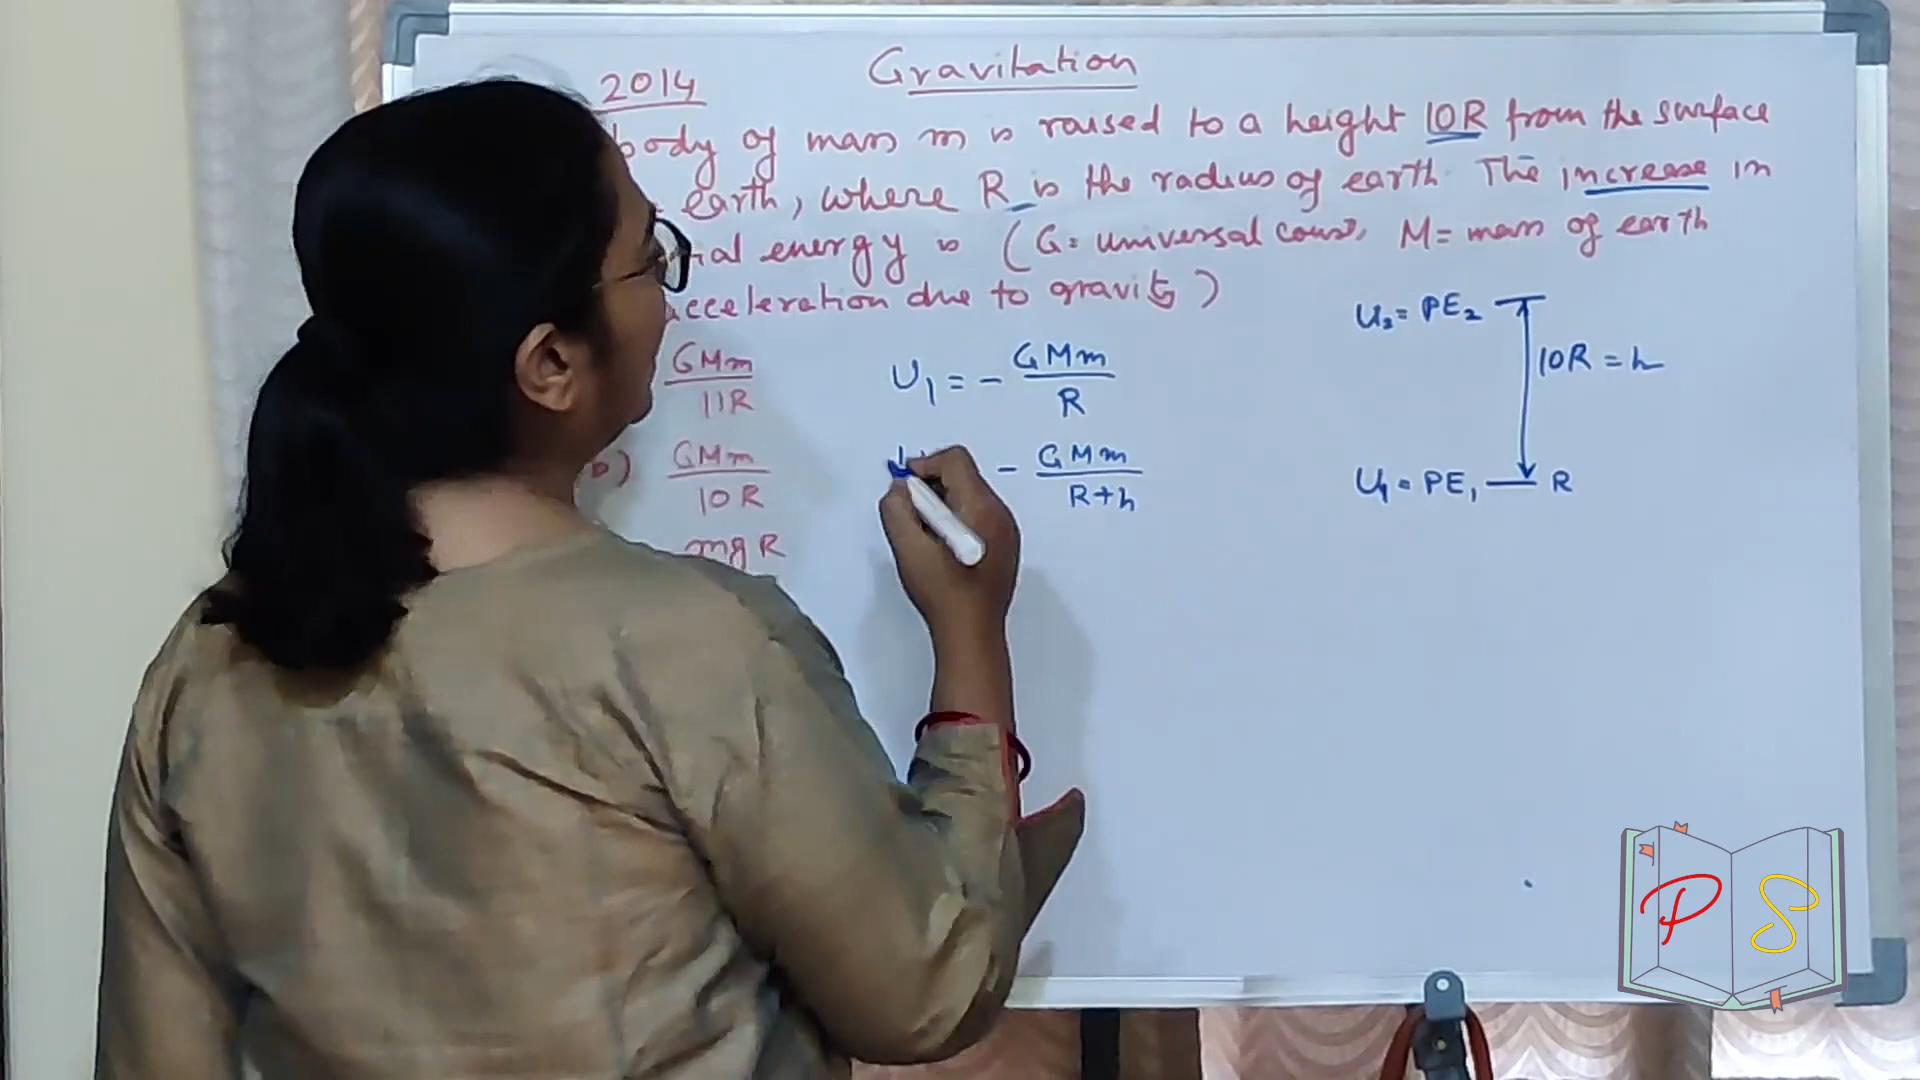 2014
Gravitation
body of mass m is raised to a height 10R from the surface
earth, where R is the radius of earth. The increase in
ial energy is (G = universal const, M = mass of earth
acceleration due to gravity)
GMm
11R
b) GMm
10R
mgR
U1 = - GMm
R
- GMm
R+h
U2 = PE2
10R = h
U1 = PE1 R
P S